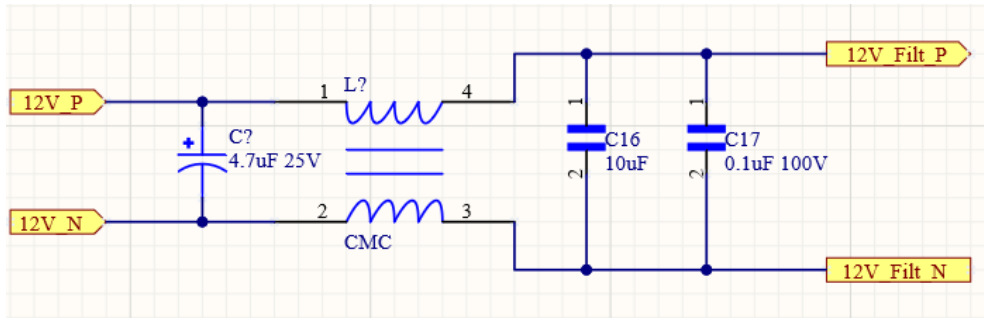 12V_Filt_P
L?
1
4
12V_P
1
1
+
C?
4.7uF 25V
C16
10uF
C17
0.1uF 100V
2
2
12V_N
2
3
CMC
12V_Filt_N